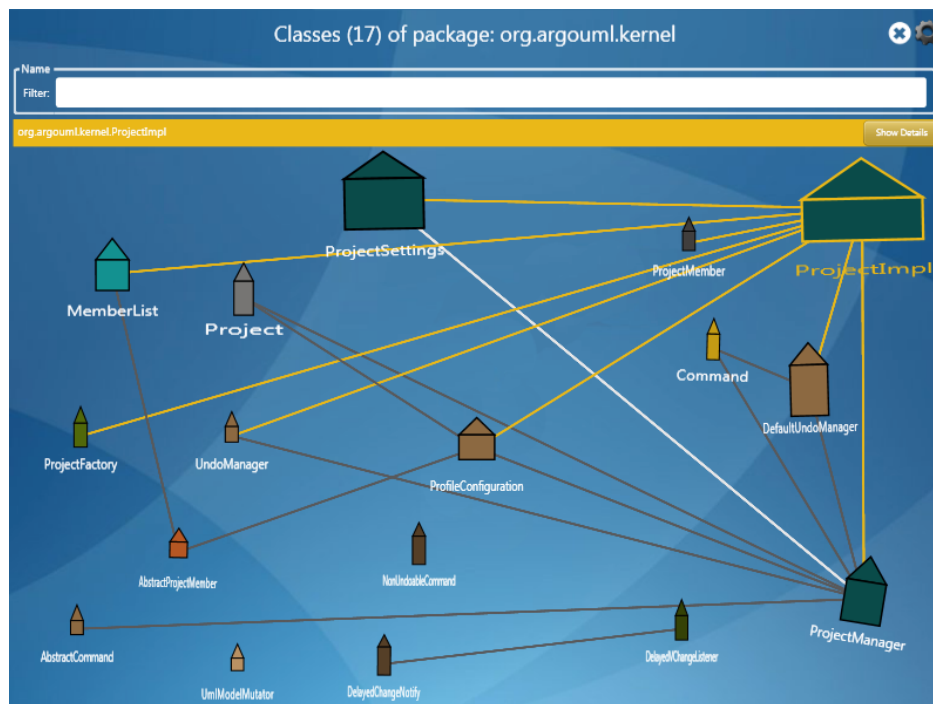 Classes (17) of package: org.argouml.kernel
Name
Filter:
org.argouml.kernel.ProjectImpl
Show Details
ProjectSettings
ProjectMember
ProjectImpl
MemberList
Project
Command
DefaultUndoManager
ProjectFactory
UndoManager
ProfileConfiguration
AbstractProjectMember
NonUndoableCommand
ProjectManager
AbstractCommand
DelayedVChangeListener
UmlModelMutator
DelayedChangeNotify